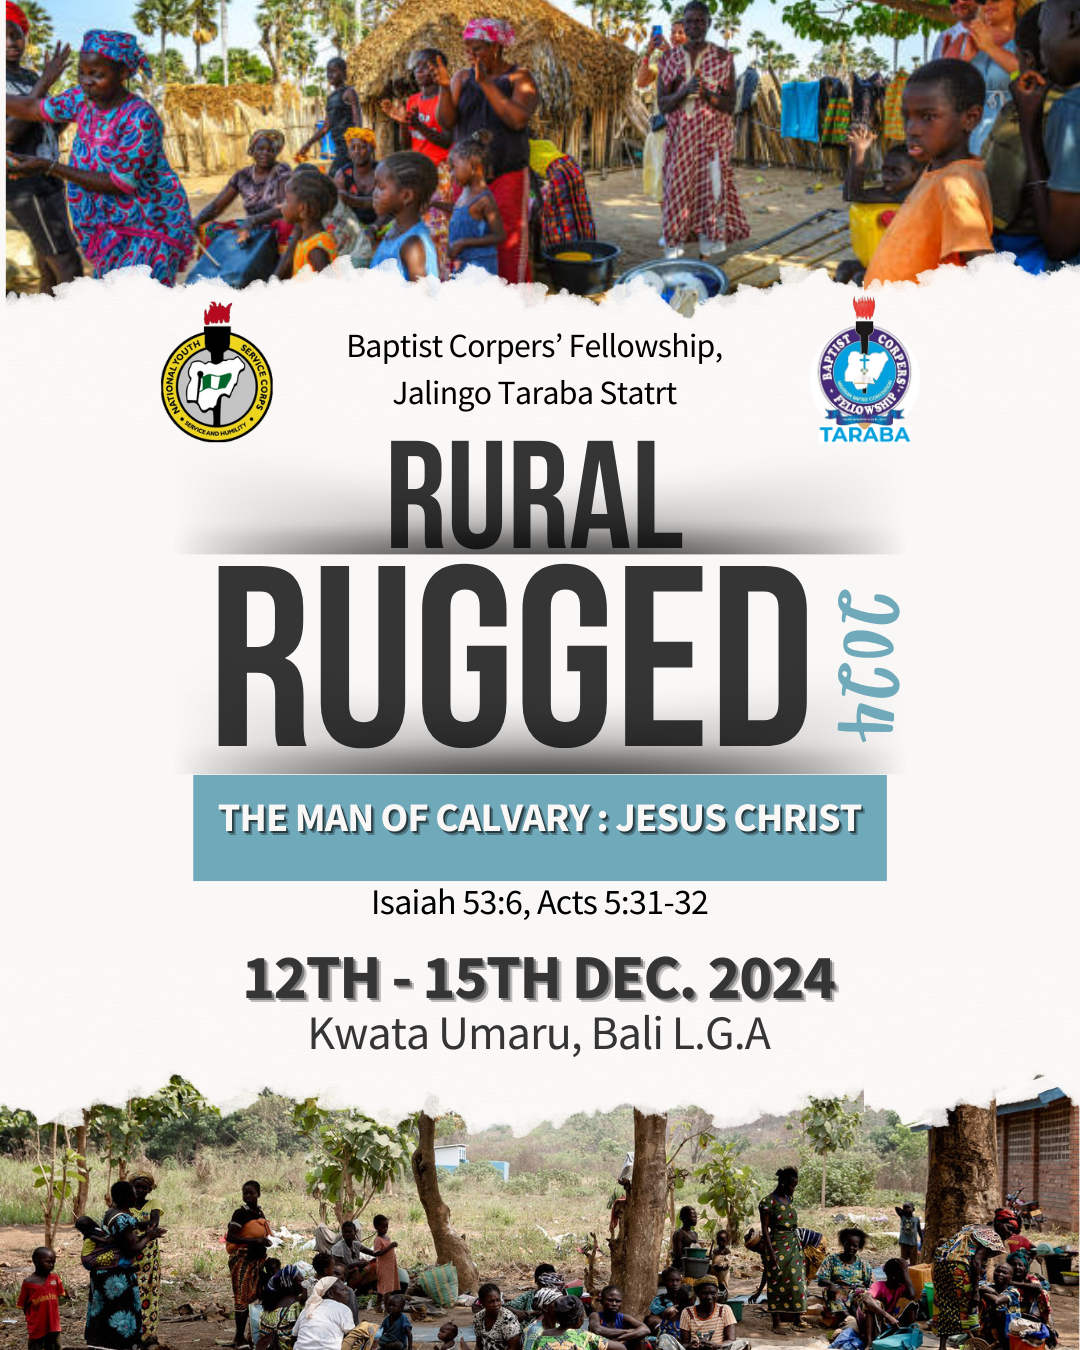 Baptist Corpers’ Fellowship,
Jalingo Taraba Statrt
NATIONAL YOUTH SERVICE CORPS
SERVICE AND HUMILITY
BAPTIST CORPERS'
FELLOWSHIP
TARABA
RURAL
RUGGED
2024
THE MAN OF CALVARY : JESUS CHRIST
Isaiah 53:6, Acts 5:31-32
12TH - 15TH DEC. 2024
Kwata Umaru, Bali L.G.A